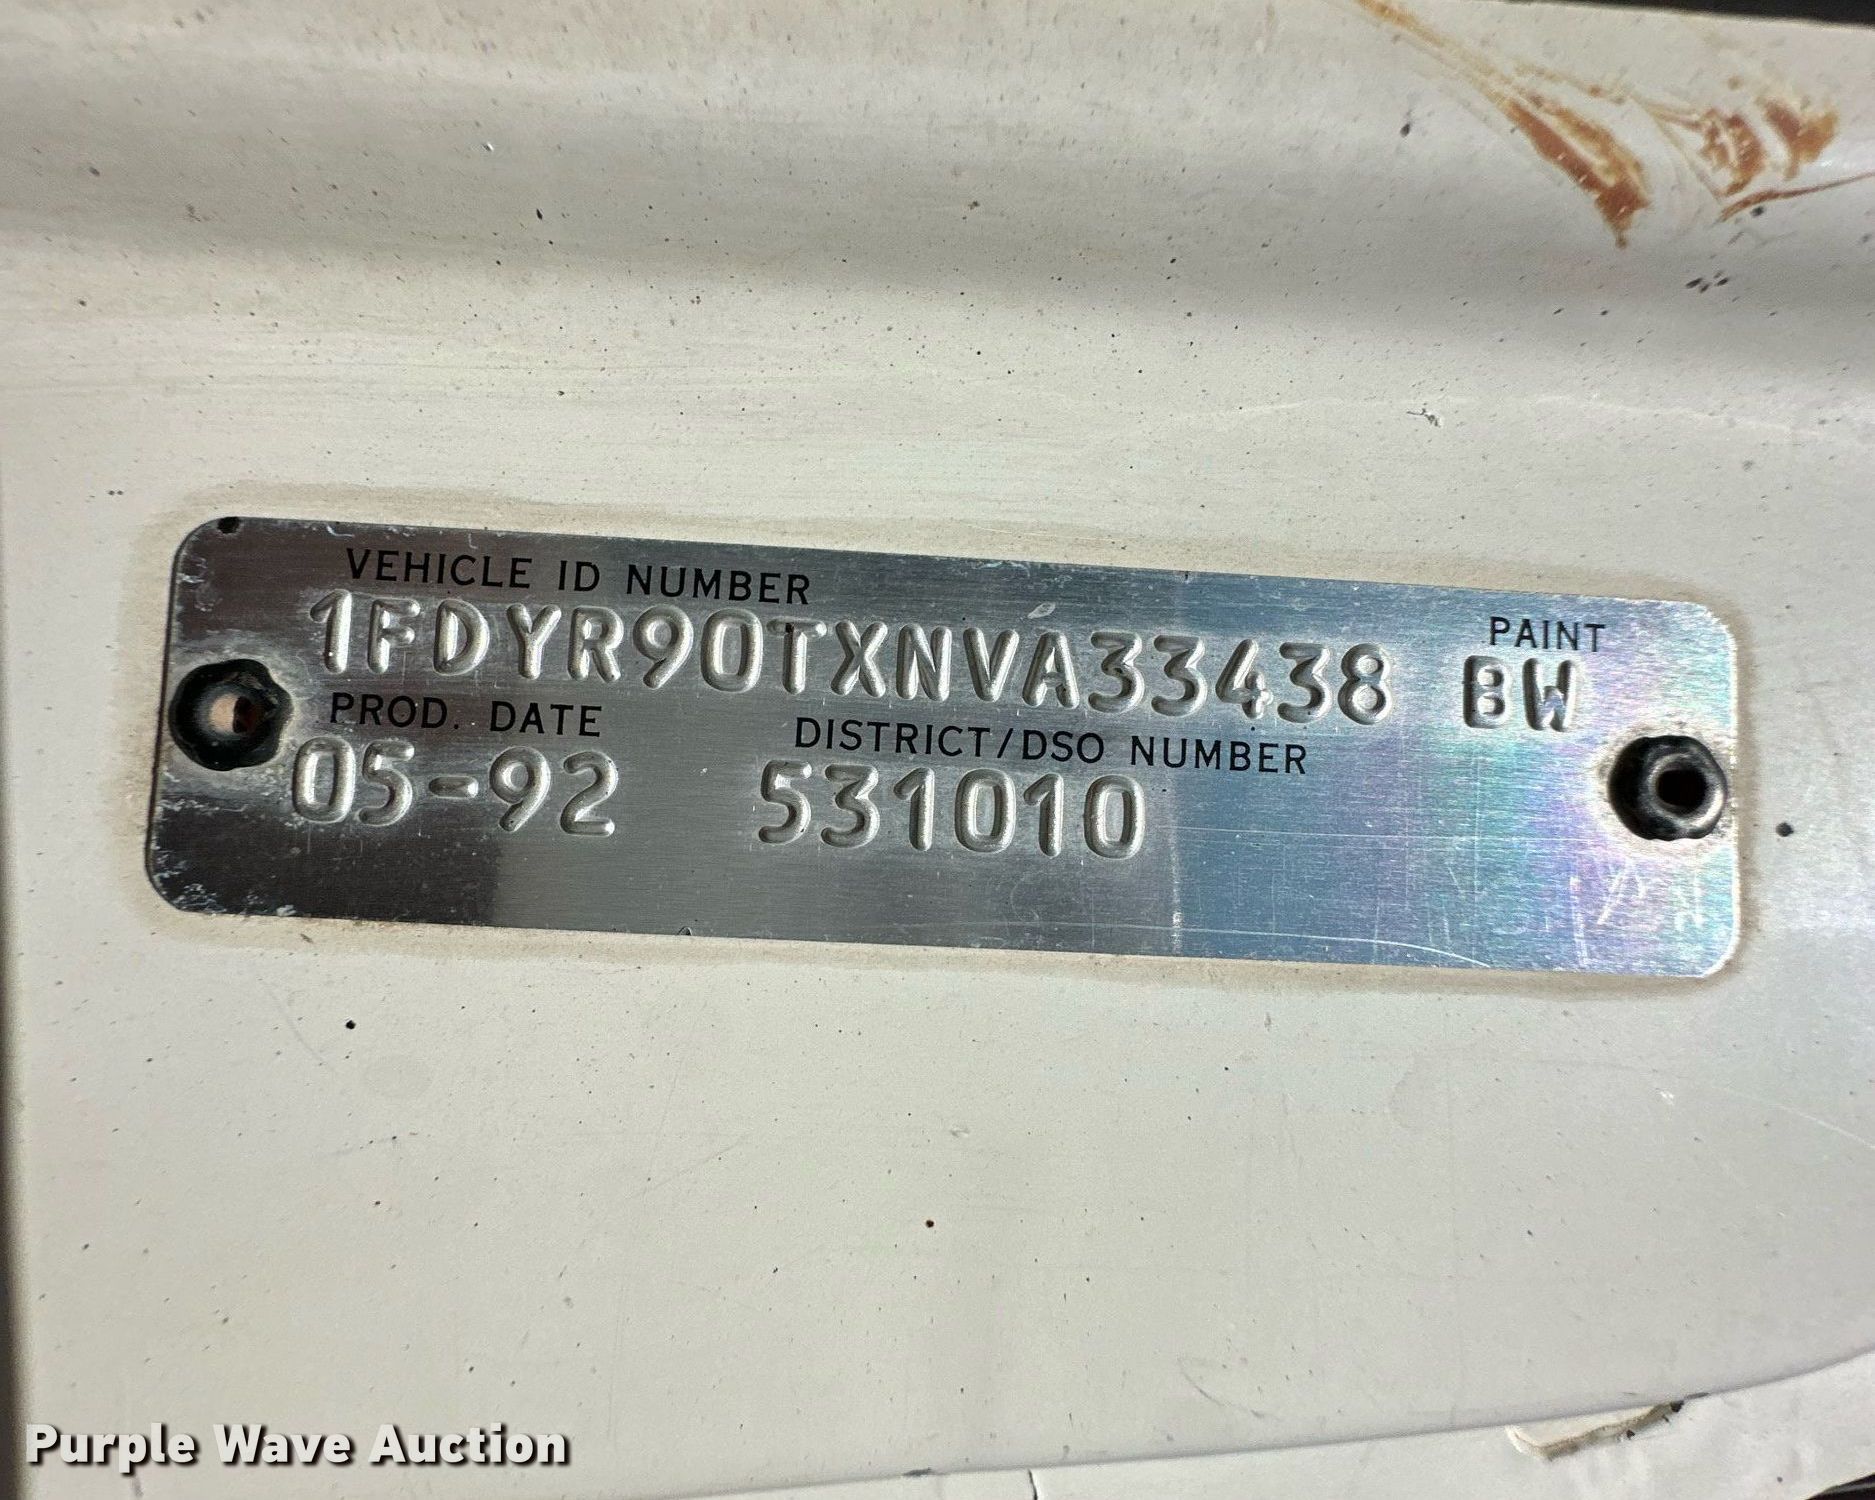 VEHICLE ID NUMBER
PAINT
1FDYR90TXNVA33438 BW
PROD. DATE
DISTRICT/DSO NUMBER
05-92 531010
Purple Wave Auction